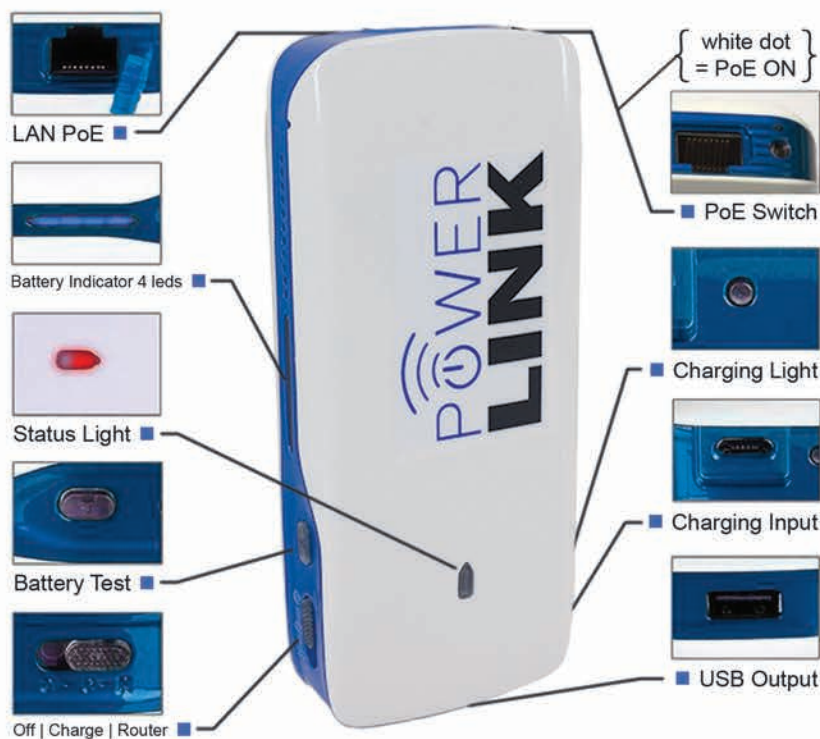 white dot
= PoE ON
LAN PoE
PoE Switch
Battery Indicator 4 leds
POWER
LINK
Charging Light
Status Light
Charging Input
Battery Test
USB Output
Off | Charge | Router